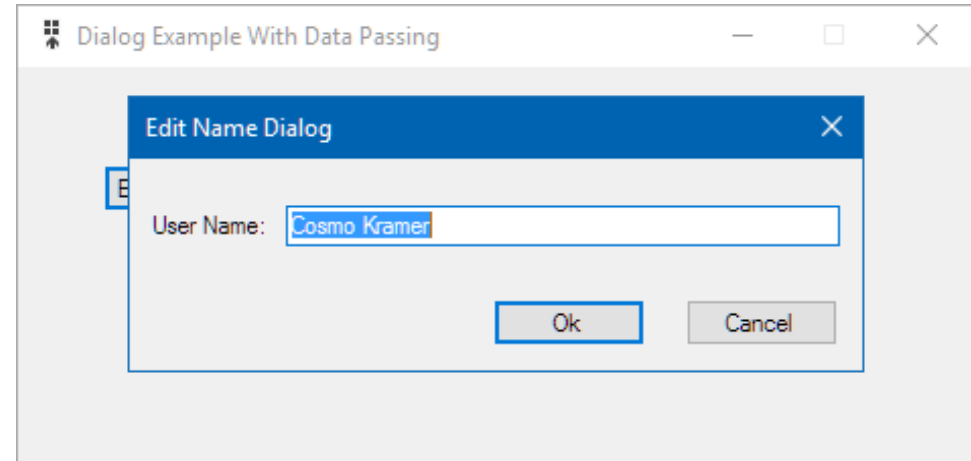 Dialog Example With Data Passing
Edit Name Dialog
E
User Name: Cosmo Kramer
Ok Cancel